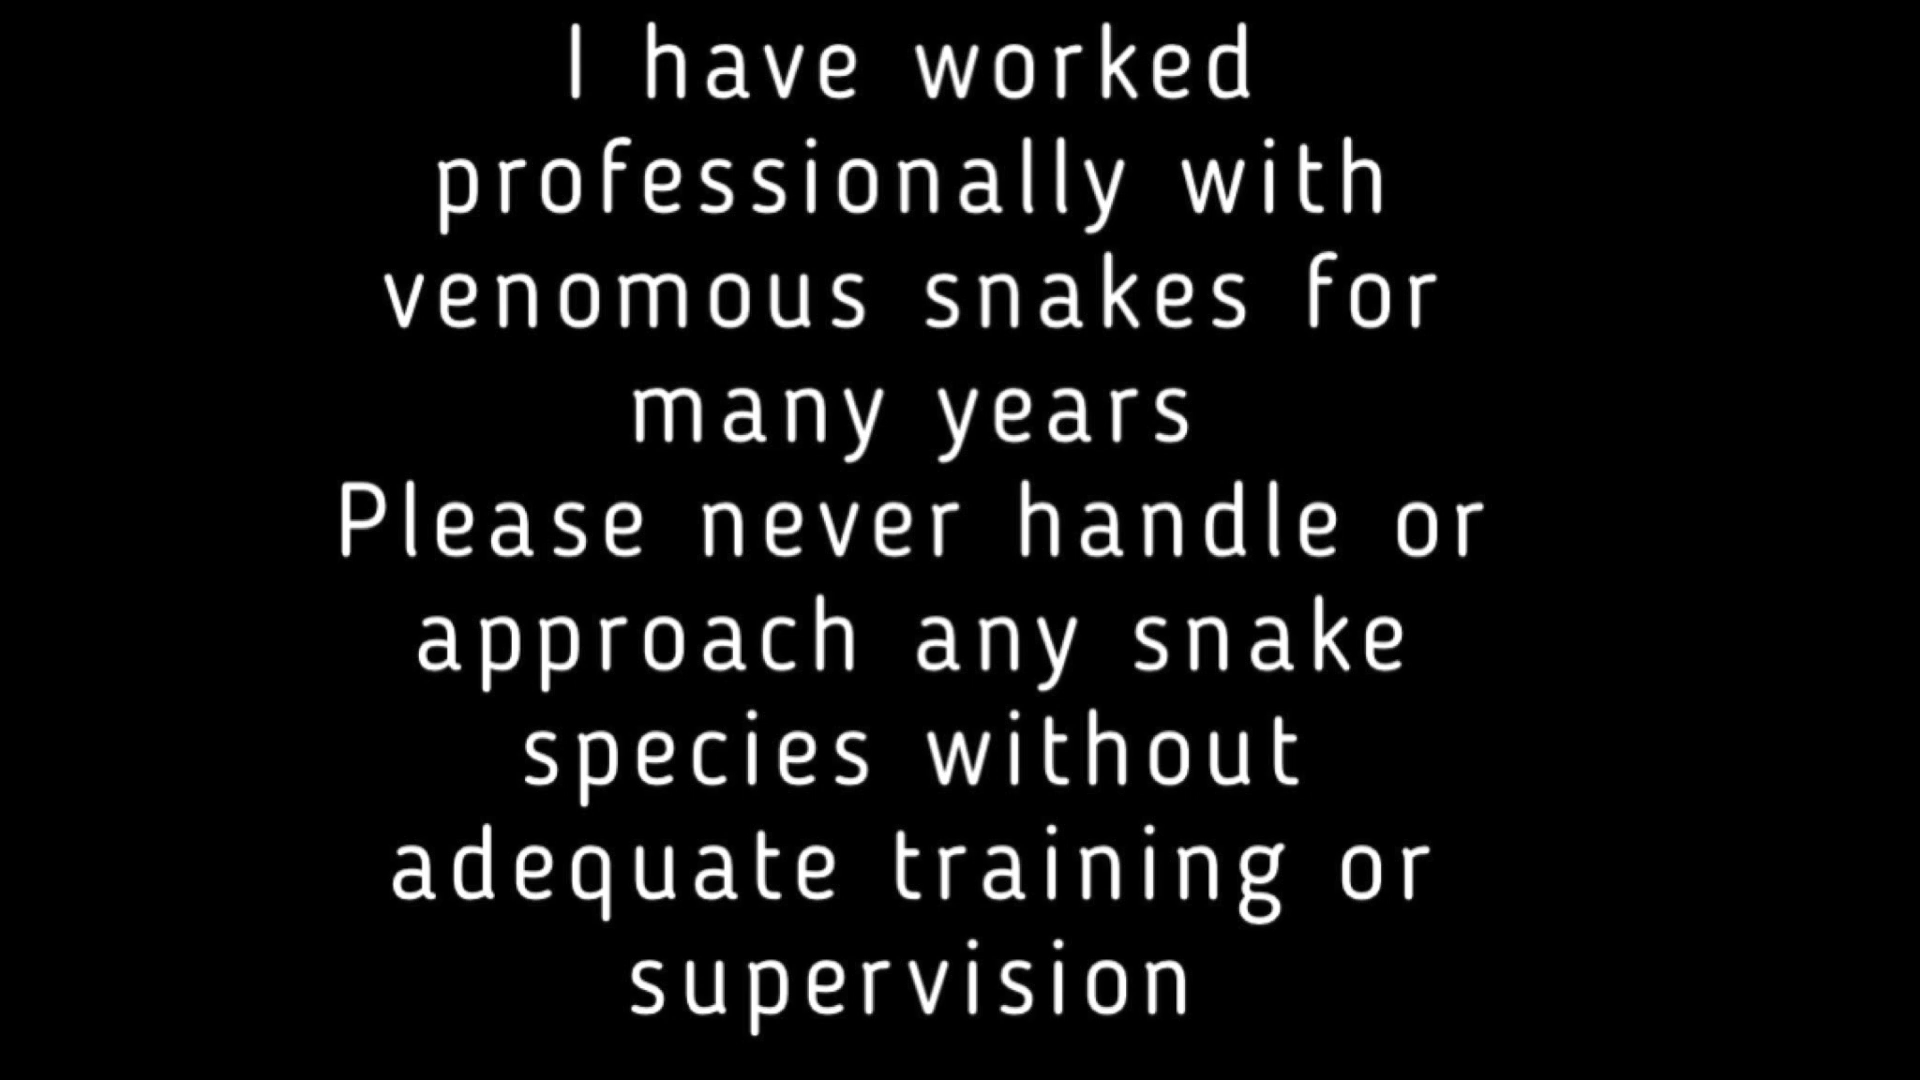 I have worked
professionally with
venomous snakes for
many years
Please never handle or
approach any snake
species without
adequate training or
supervision